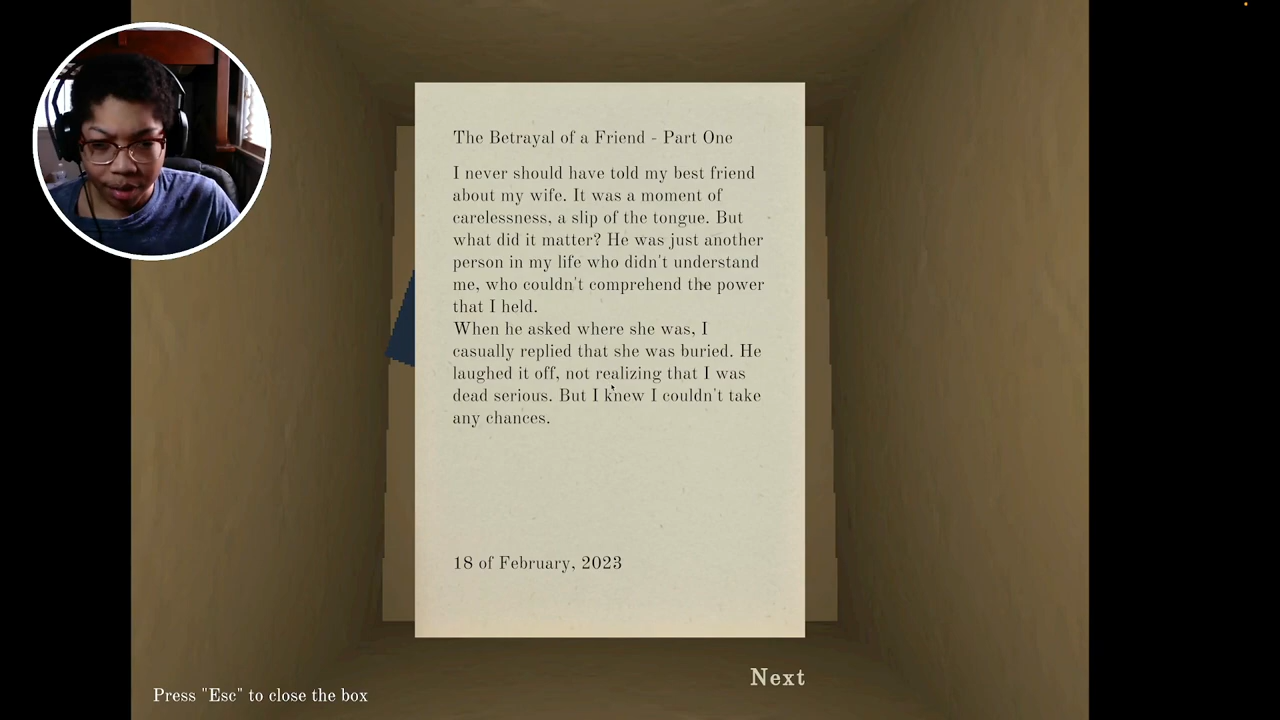 The Betrayal of a Friend - Part One
I never should have told my best friend
about my wife. It was a moment of
carelessness, a slip of the tongue. But
what did it matter? He was just another
person in my life who didn't understand
me, who couldn't comprehend the power
that I held.
When he asked where she was, I
casually replied that she was buried. He
laughed it off, not realizing that I was
dead serious. But I knew I couldn't take
any chances.
18 of February, 2023
Next
Press "Esc" to close the box